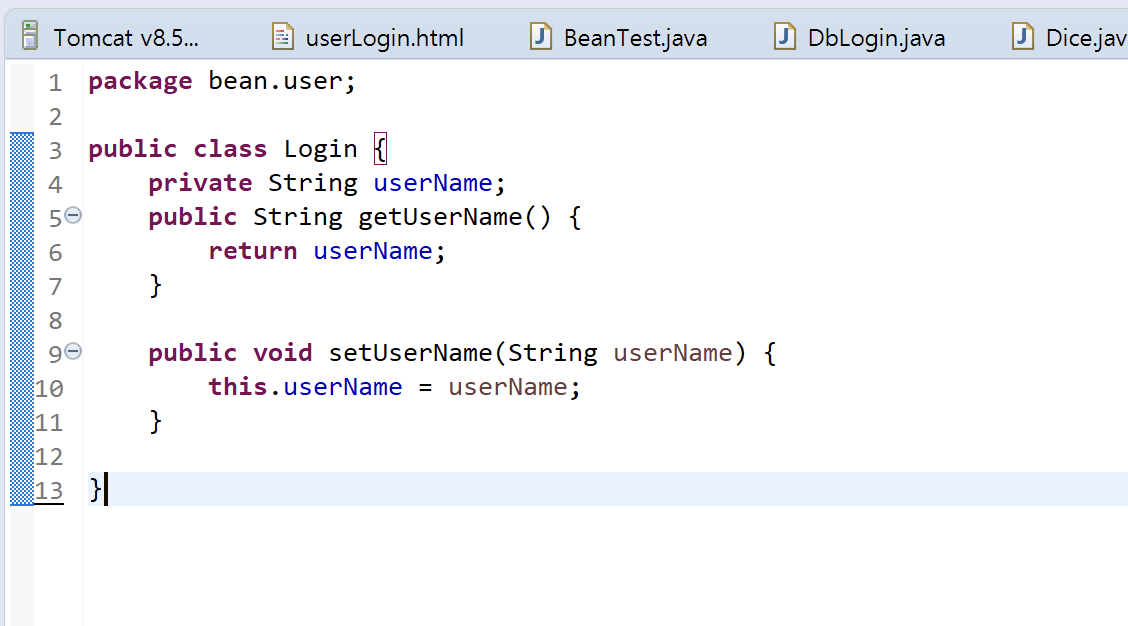 Tomcat v8.5... userLogin.html BeanTest.java DbLogin.java Dice.jav
1 package bean.user;
2
3 public class Login {
4     private String userName;
5     public String getUserName() {
6         return userName;
7     }
8
9     public void setUserName(String userName) {
10         this.userName = userName;
11     }
12
13 }